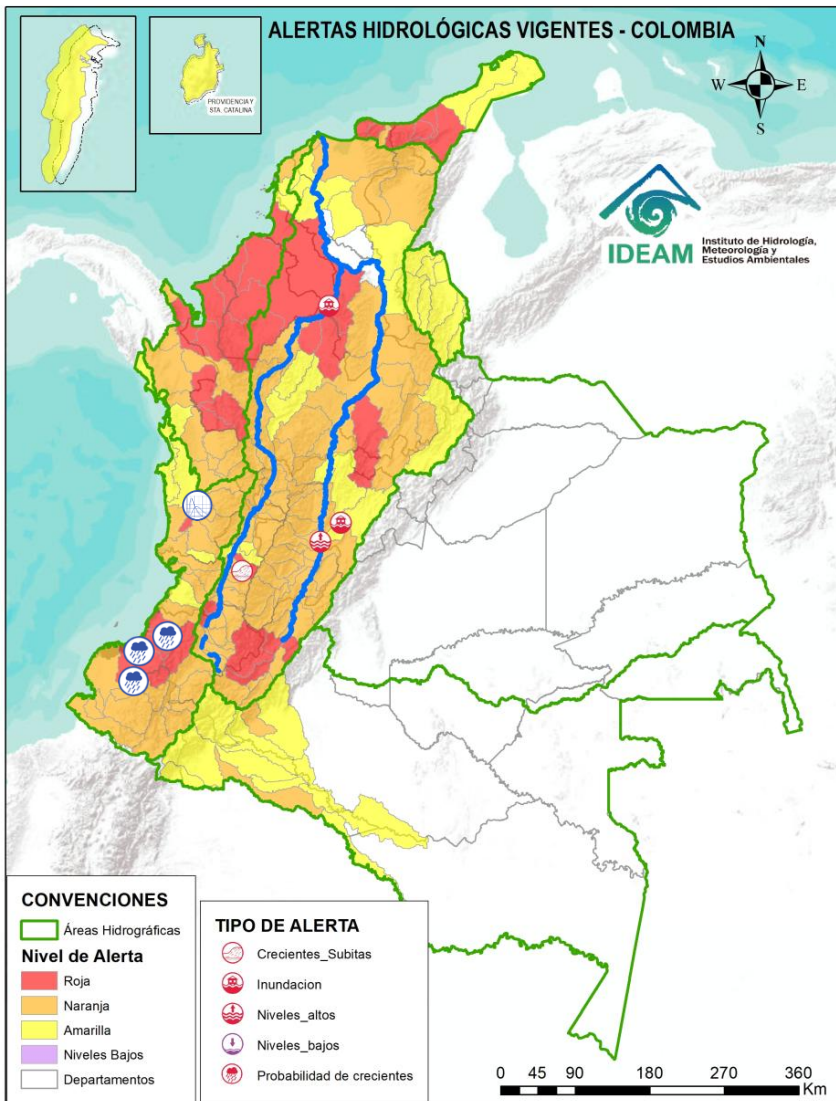 ALERTAS HIDROLÓGICAS VIGENTES - COLOMBIA
PROVIDENCIA Y
STA. CATALINA
N
W
E
S
IDEAM
Instituto de Hidrología,
Meteorología y
Estudios Ambientales
CONVENCIONES
Áreas Hidrográficas
Nivel de Alerta
Roja
Naranja
Amarilla
Niveles Bajos
Departamentos
TIPO DE ALERTA
Crecientes_Subitas
Inundacion
Niveles_altos
Niveles_bajos
Probabilidad de crecientes
0 45 90 180 270 360
Km